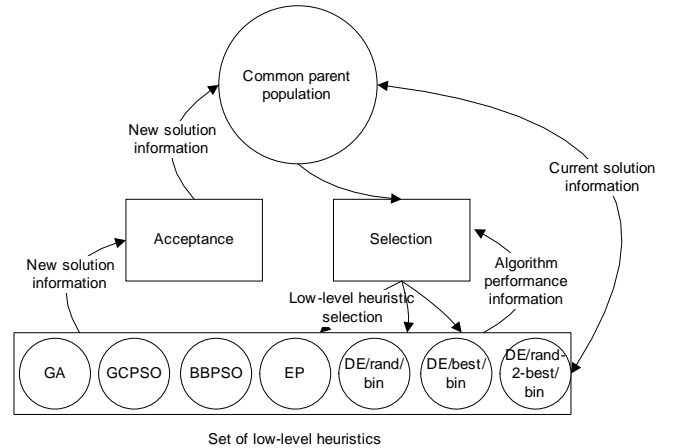 Common parent
population
New solution
information
Current solution
information
Acceptance
Selection
New solution
information
Algorithm
performance
information
Low-level heuristic
selection
GA
GCPSO
BBPSO
EP
DE/rand/
bin
DE/best/
bin
DE/rand-
2-best/
bin
Set of low-level heuristics